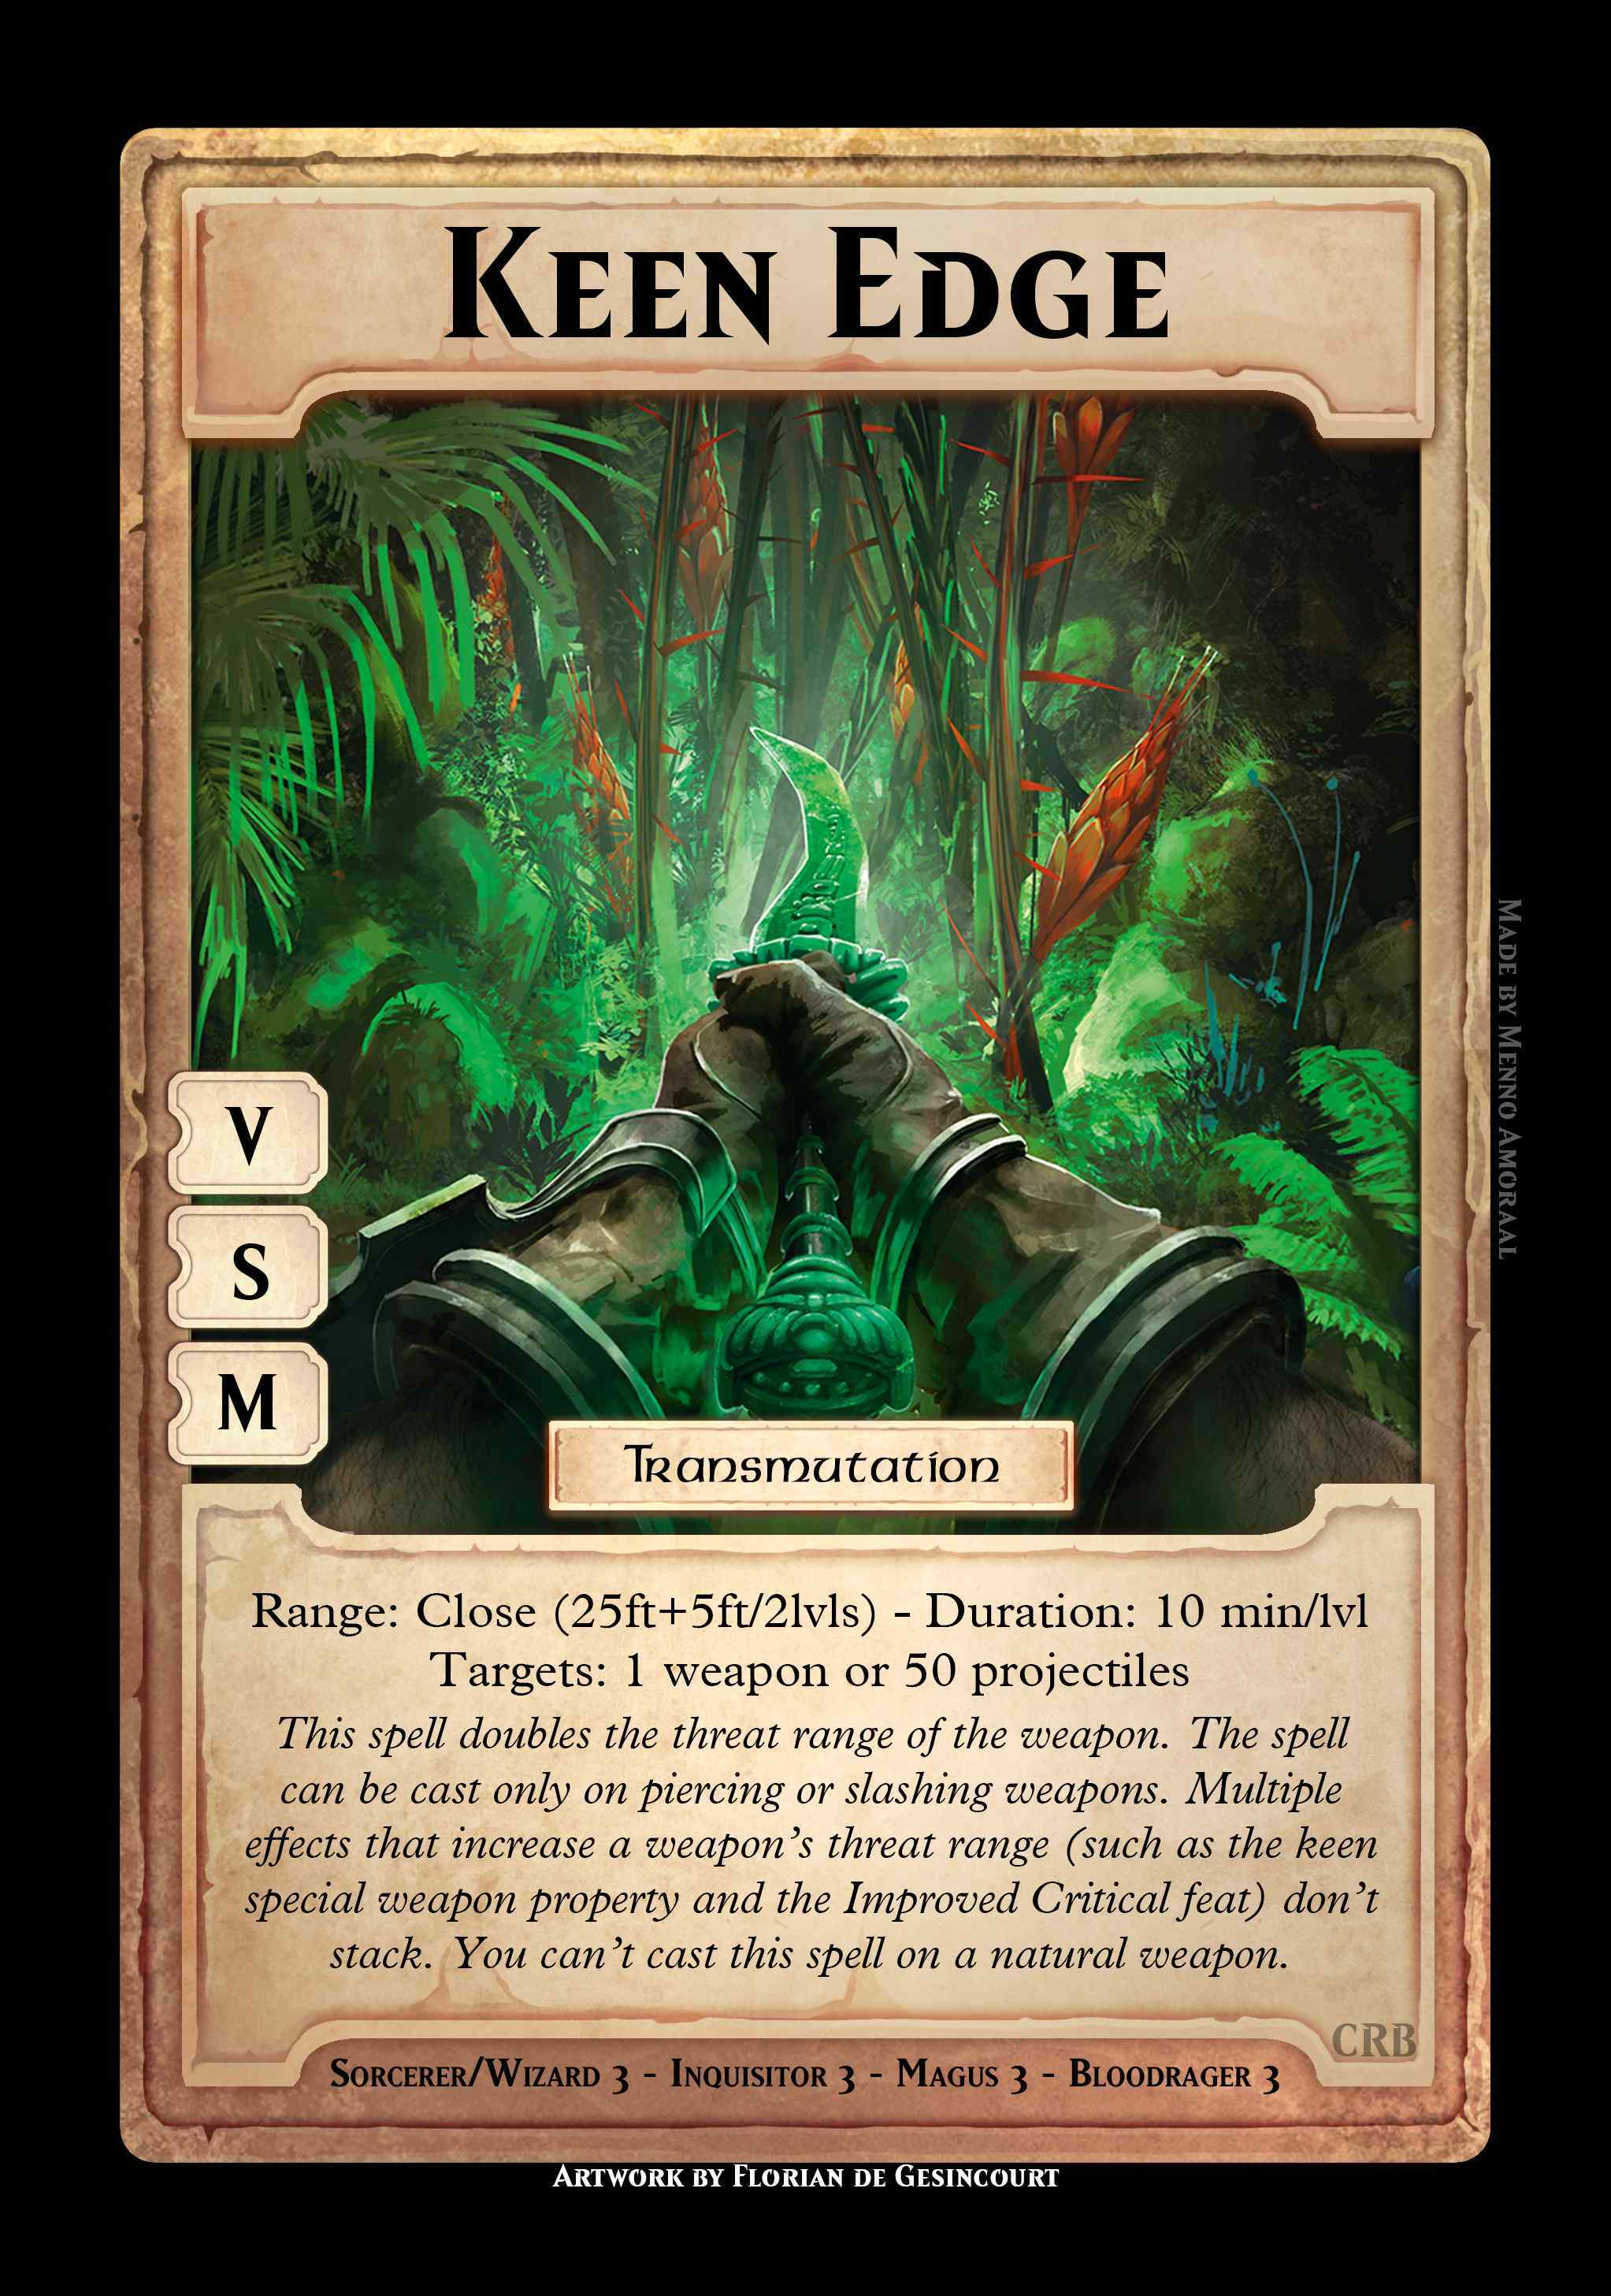 Keen Edge
V
S
M
Transmutation
Range: Close (25ft+5ft/2lvls) - Duration: 10 min/lvl
Targets: 1 weapon or 50 projectiles
This spell doubles the threat range of the weapon. The spell
can be cast only on piercing or slashing weapons. Multiple
effects that increase a weapon's threat range (such as the keen
special weapon property and the Improved Critical feat) don't
stack. You can't cast this spell on a natural weapon.
CRB
Sorcerer/Wizard 3 - Inquisitor 3 - Magus 3 - Bloodrager 3
Artwork by Florian de Gesincourt
Made by Menno Amoraal